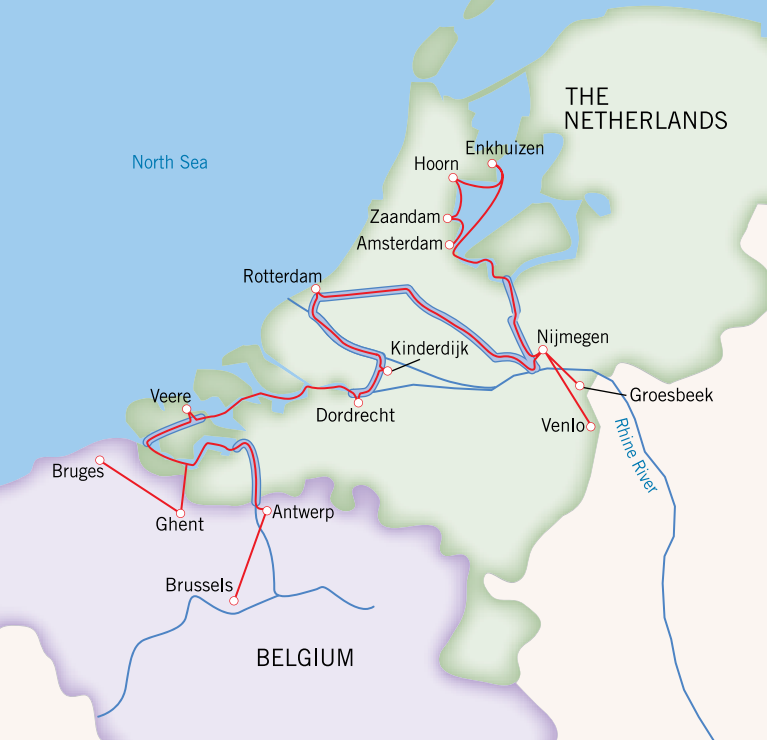 THE
NETHERLANDS
Enkhuizen
North Sea
Hoorn
Zaandam
Amsterdam
Rotterdam
Nijmegen
Kinderdijk
Groesbeek
Veere
Dordrecht
Venlo
Rhine River
Bruges
Ghent
Antwerp
Brussels
BELGIUM